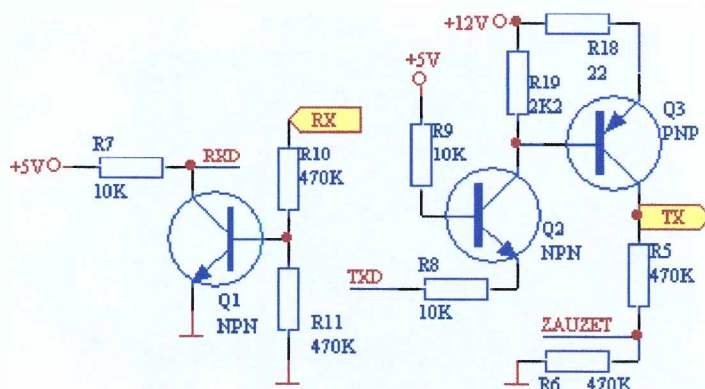 +12V
R18
22
+5V
R19
2K2
Q3
PNP
RX
R9
10K
R7
+5V
RXD
10K
R10
470K
Q2
NPN
TX
R5
470K
TXD
R8
10K
Q1
NPN
R11
470K
ZAUZET
R6
470K